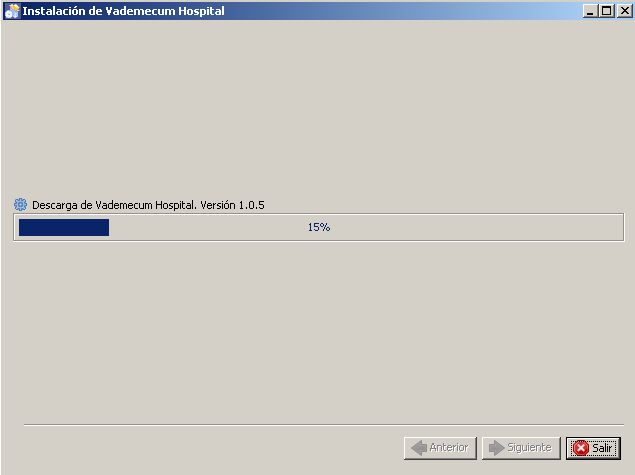 Instalación de Vademecum Hospital
Descarga de Vademecum Hospital. Versión 1.0.5
15%
Anterior
Siguiente
Salir